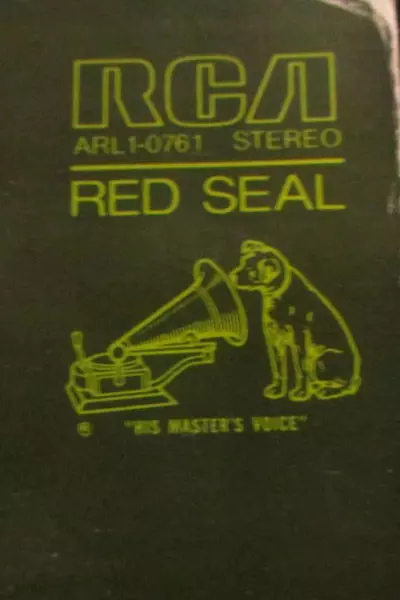 RCA
ARL1-0761 STEREO
RED SEAL
® "HIS MASTER'S VOICE"